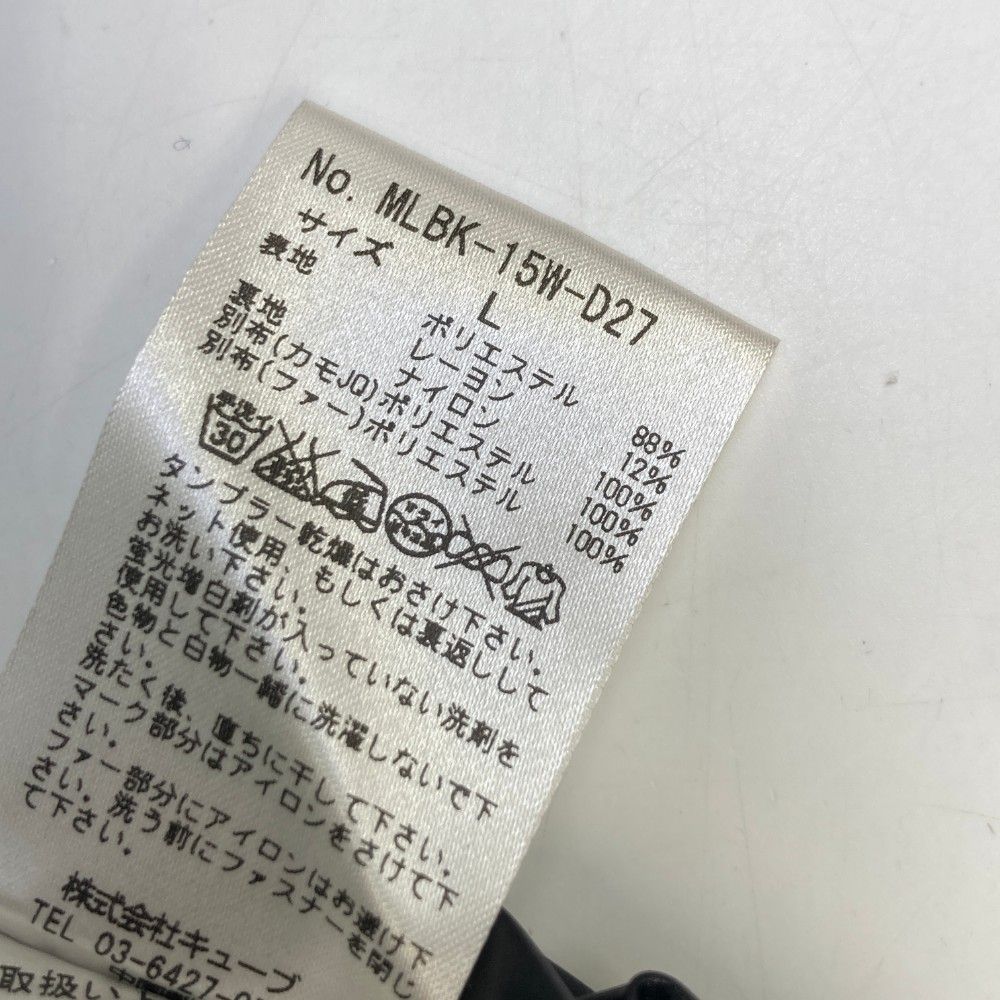 No. MLBK-15W-D27
サイズ L
表地 ポリエステル 88%
レーヨン 12%
裏地 ナイロン 100%
別布(カモJQ)ポリエステル 100%
別布(ファー)ポリエステル 100%
手洗イ
30
タンブラー乾燥はおさけ下さい。
ネット使用、もしくは裏返しして
お洗い下さい。
蛍光増白剤が入っていない洗剤を
使用して下さい。
色物と白物一緒に洗濯しないで下
さい。
洗たく後、直ちに干して下さい。
マーク部分はアイロンをさけて下
さい。
ファー部分にアイロンはお避け下
さい。洗う前にファスナーを閉じ
て下さい。
株式会社キューブ
TEL 03-6427-0
取扱い